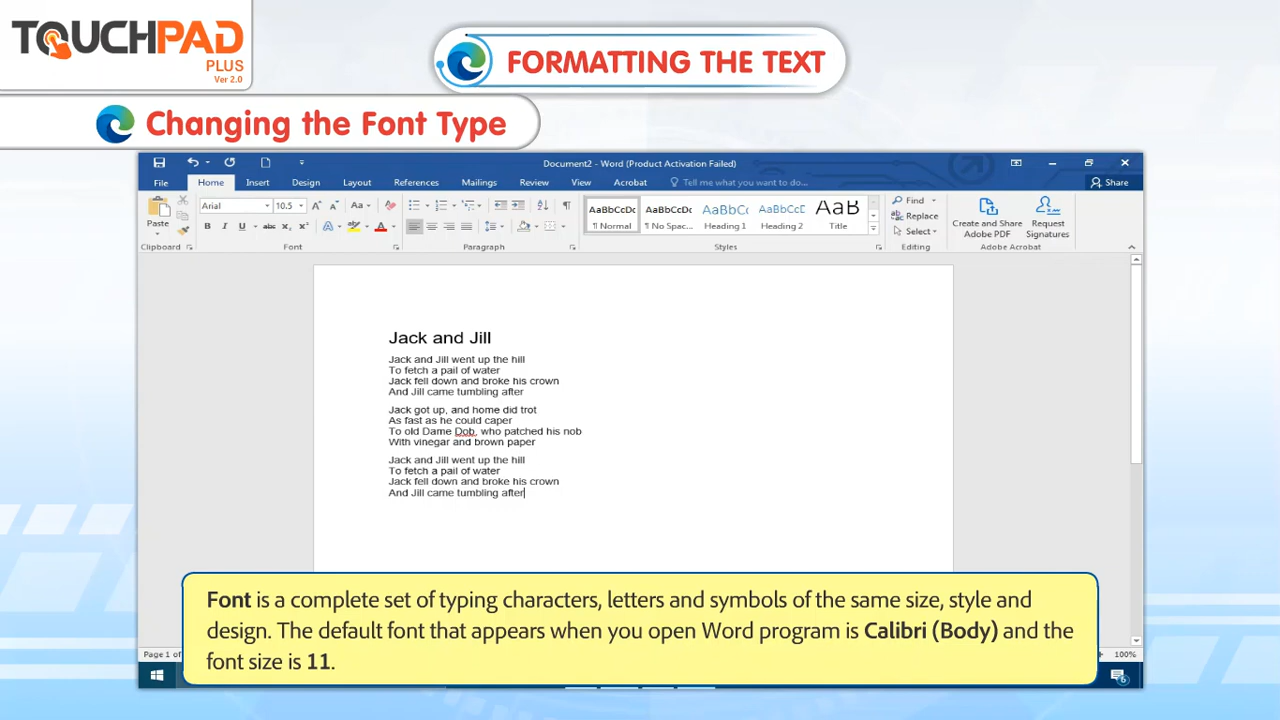 TOUCHPAD
PLUS
Ver 2.0
FORMATTING THE TEXT
Changing the Font Type
Document2 - Word (Product Activation Failed)
File Home Insert Design Layout References Mailings Review View Acrobat Tell me what you want to do... Share
Arial 10.5
Paste
Clipboard
Font
Paragraph
AaBbCcDc AaBbCcDc AaBbCc AaBbCcD AaB
¶ Normal ¶ No Spac... Heading 1 Heading 2 Title
Styles
Find
Replace
Select
Editing
Create and Share Adobe PDF
Request Signatures
Adobe Acrobat
Jack and Jill
Jack and Jill went up the hill
To fetch a pail of water
Jack fell down and broke his crown
And Jill came tumbling after
Jack got up, and home did trot
As fast as he could caper
To old Dame Dob, who patched his nob
With vinegar and brown paper
Jack and Jill went up the hill
To fetch a pail of water
Jack fell down and broke his crown
And Jill came tumbling after
Font is a complete set of typing characters, letters and symbols of the same size, style and
design. The default font that appears when you open Word program is Calibri (Body) and the
font size is 11.
Page 1 of
100%